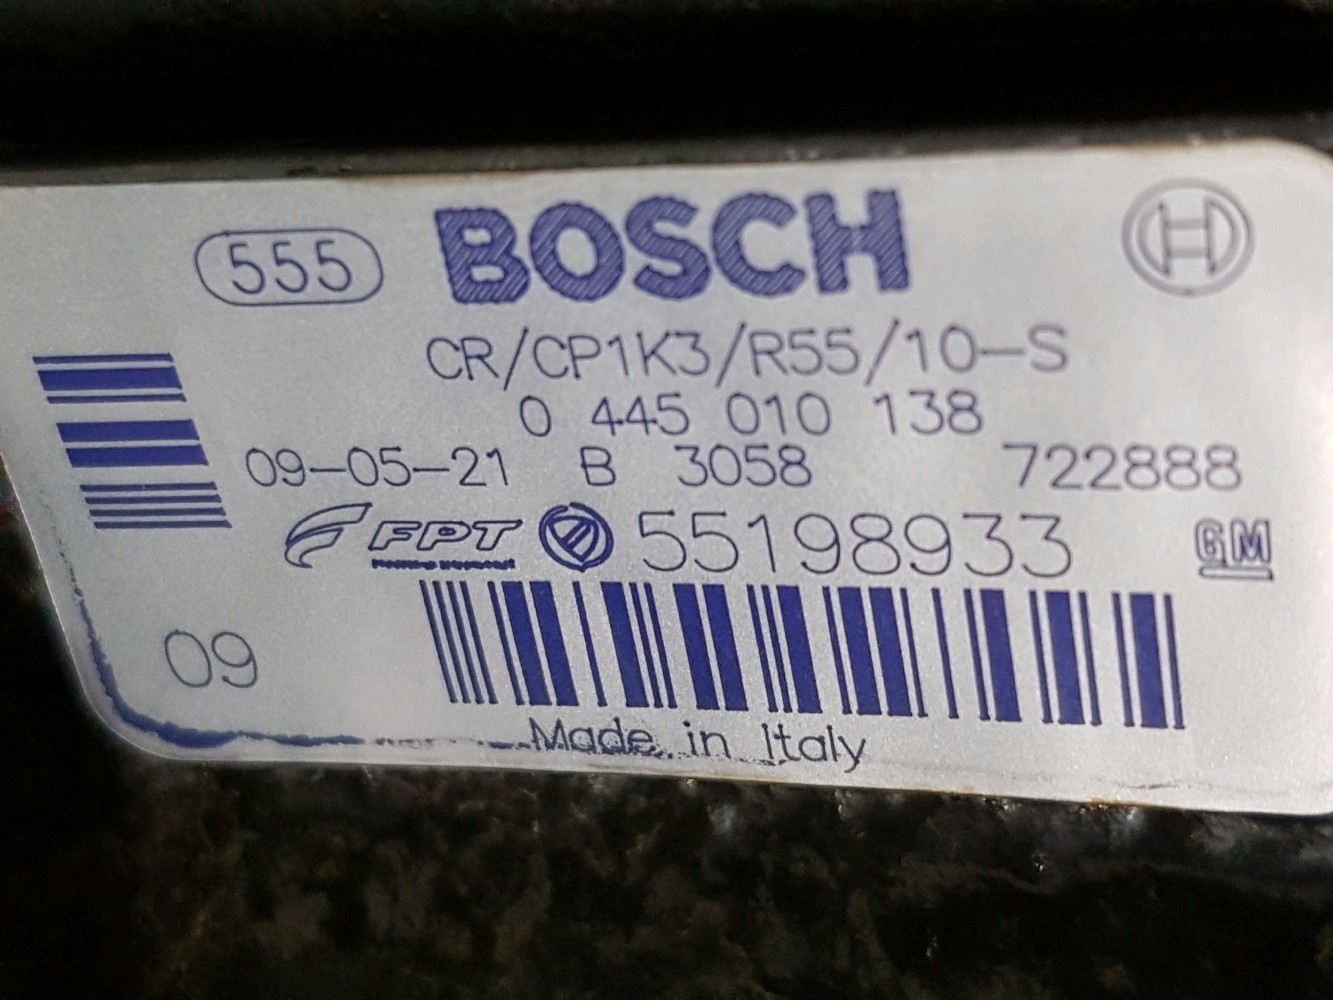 555 BOSCH
CR/CP1K3/R55/10-S
0 445 010 138
09-05-21 B 3058 722888
FPT 55198933 GM
09
Made in Italy